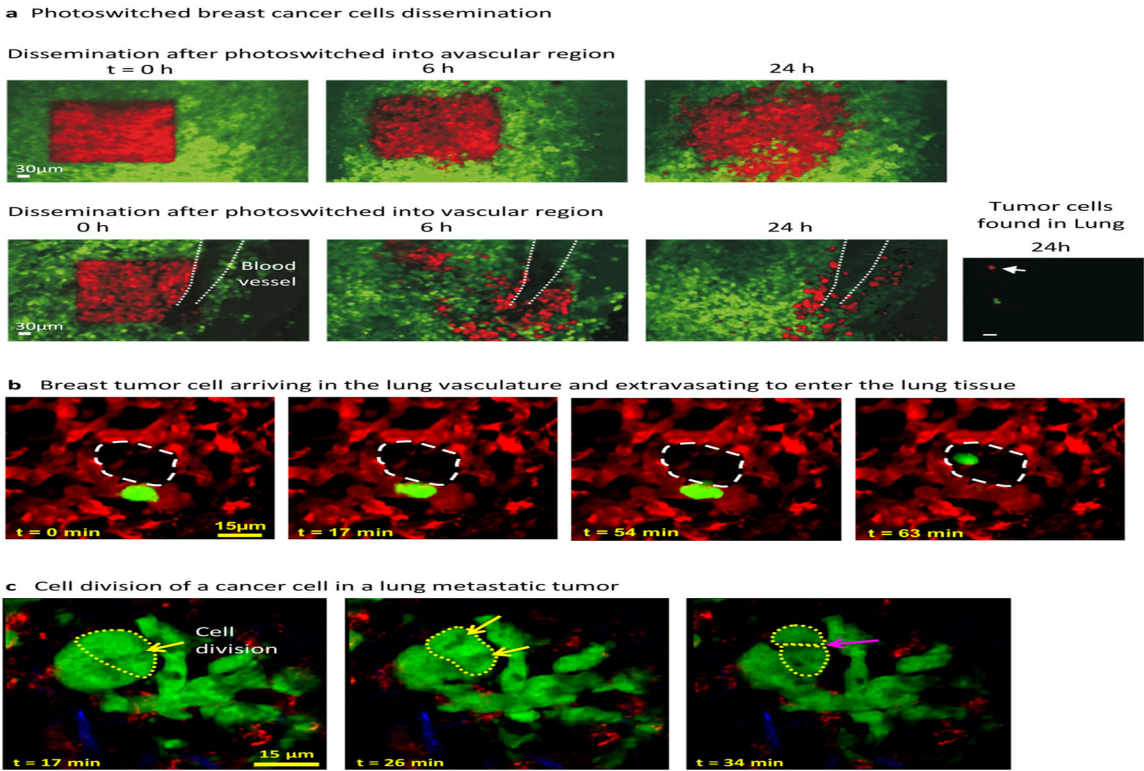 a Photoswitched breast cancer cells dissemination
Dissemination after photoswitched into avascular region
t = 0 h
6 h
24 h
30μm
Dissemination after photoswitched into vascular region
0 h
6 h
24 h
Tumor cells
found in Lung
24h
Blood
vessel
30μm
b Breast tumor cell arriving in the lung vasculature and extravasating to enter the lung tissue
t = 0 min
15μm
t = 17 min
t = 54 min
t = 63 min
c Cell division of a cancer cell in a lung metastatic tumor
Cell
division
t = 17 min
15 μm
t = 26 min
t = 34 min